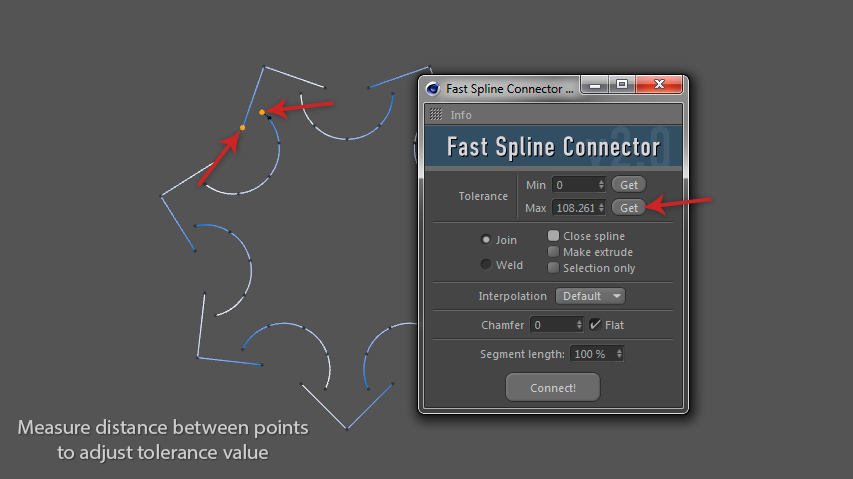 Fast Spline Connector ...
Info
v2.0
Fast Spline Connector
Tolerance
Min 0 Get
Max 108.261 Get
Join
Weld
Close spline
Make extrude
Selection only
Interpolation Default
Chamfer 0 Flat
Segment length: 100 %
Connect!
Measure distance between points
to adjust tolerance value